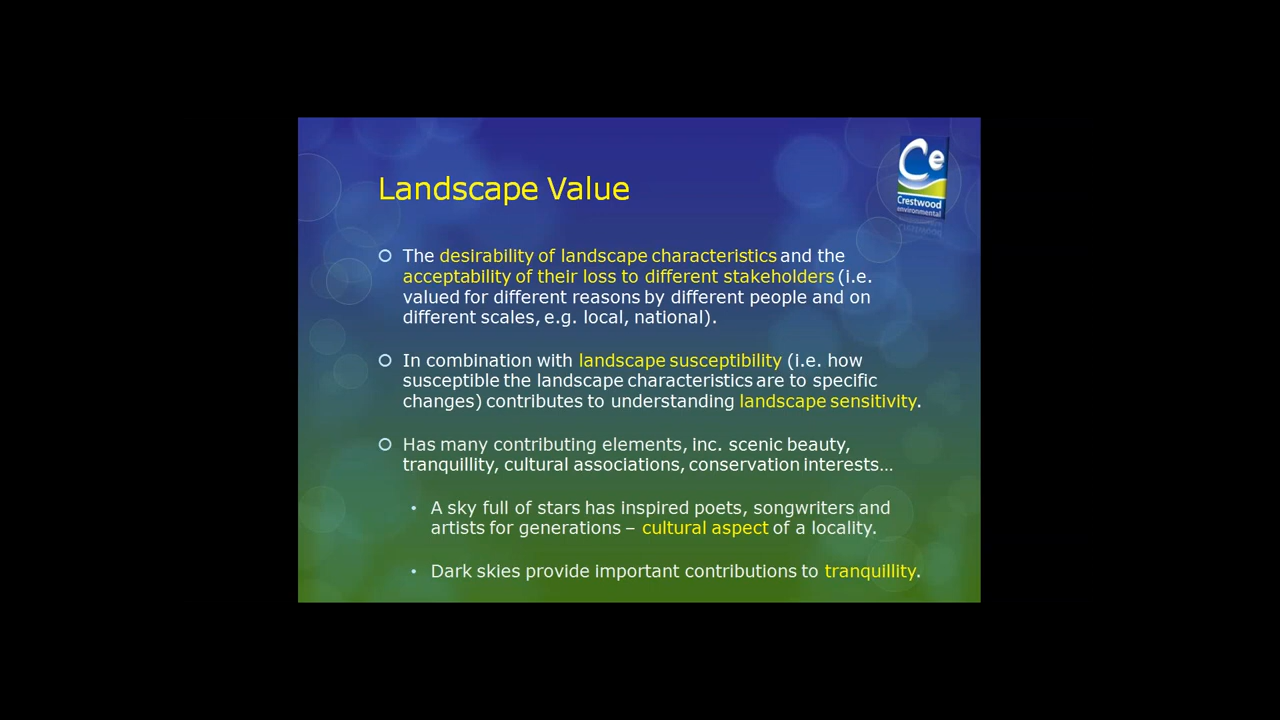 Ce
Crestwood
environmental
Landscape Value
The desirability of landscape characteristics and the
acceptability of their loss to different stakeholders (i.e.
valued for different reasons by different people and on
different scales, e.g. local, national).
In combination with landscape susceptibility (i.e. how
susceptible the landscape characteristics are to specific
changes) contributes to understanding landscape sensitivity.
Has many contributing elements, inc. scenic beauty,
tranquillity, cultural associations, conservation interests…
• A sky full of stars has inspired poets, songwriters and
artists for generations – cultural aspect of a locality.
• Dark skies provide important contributions to tranquillity.